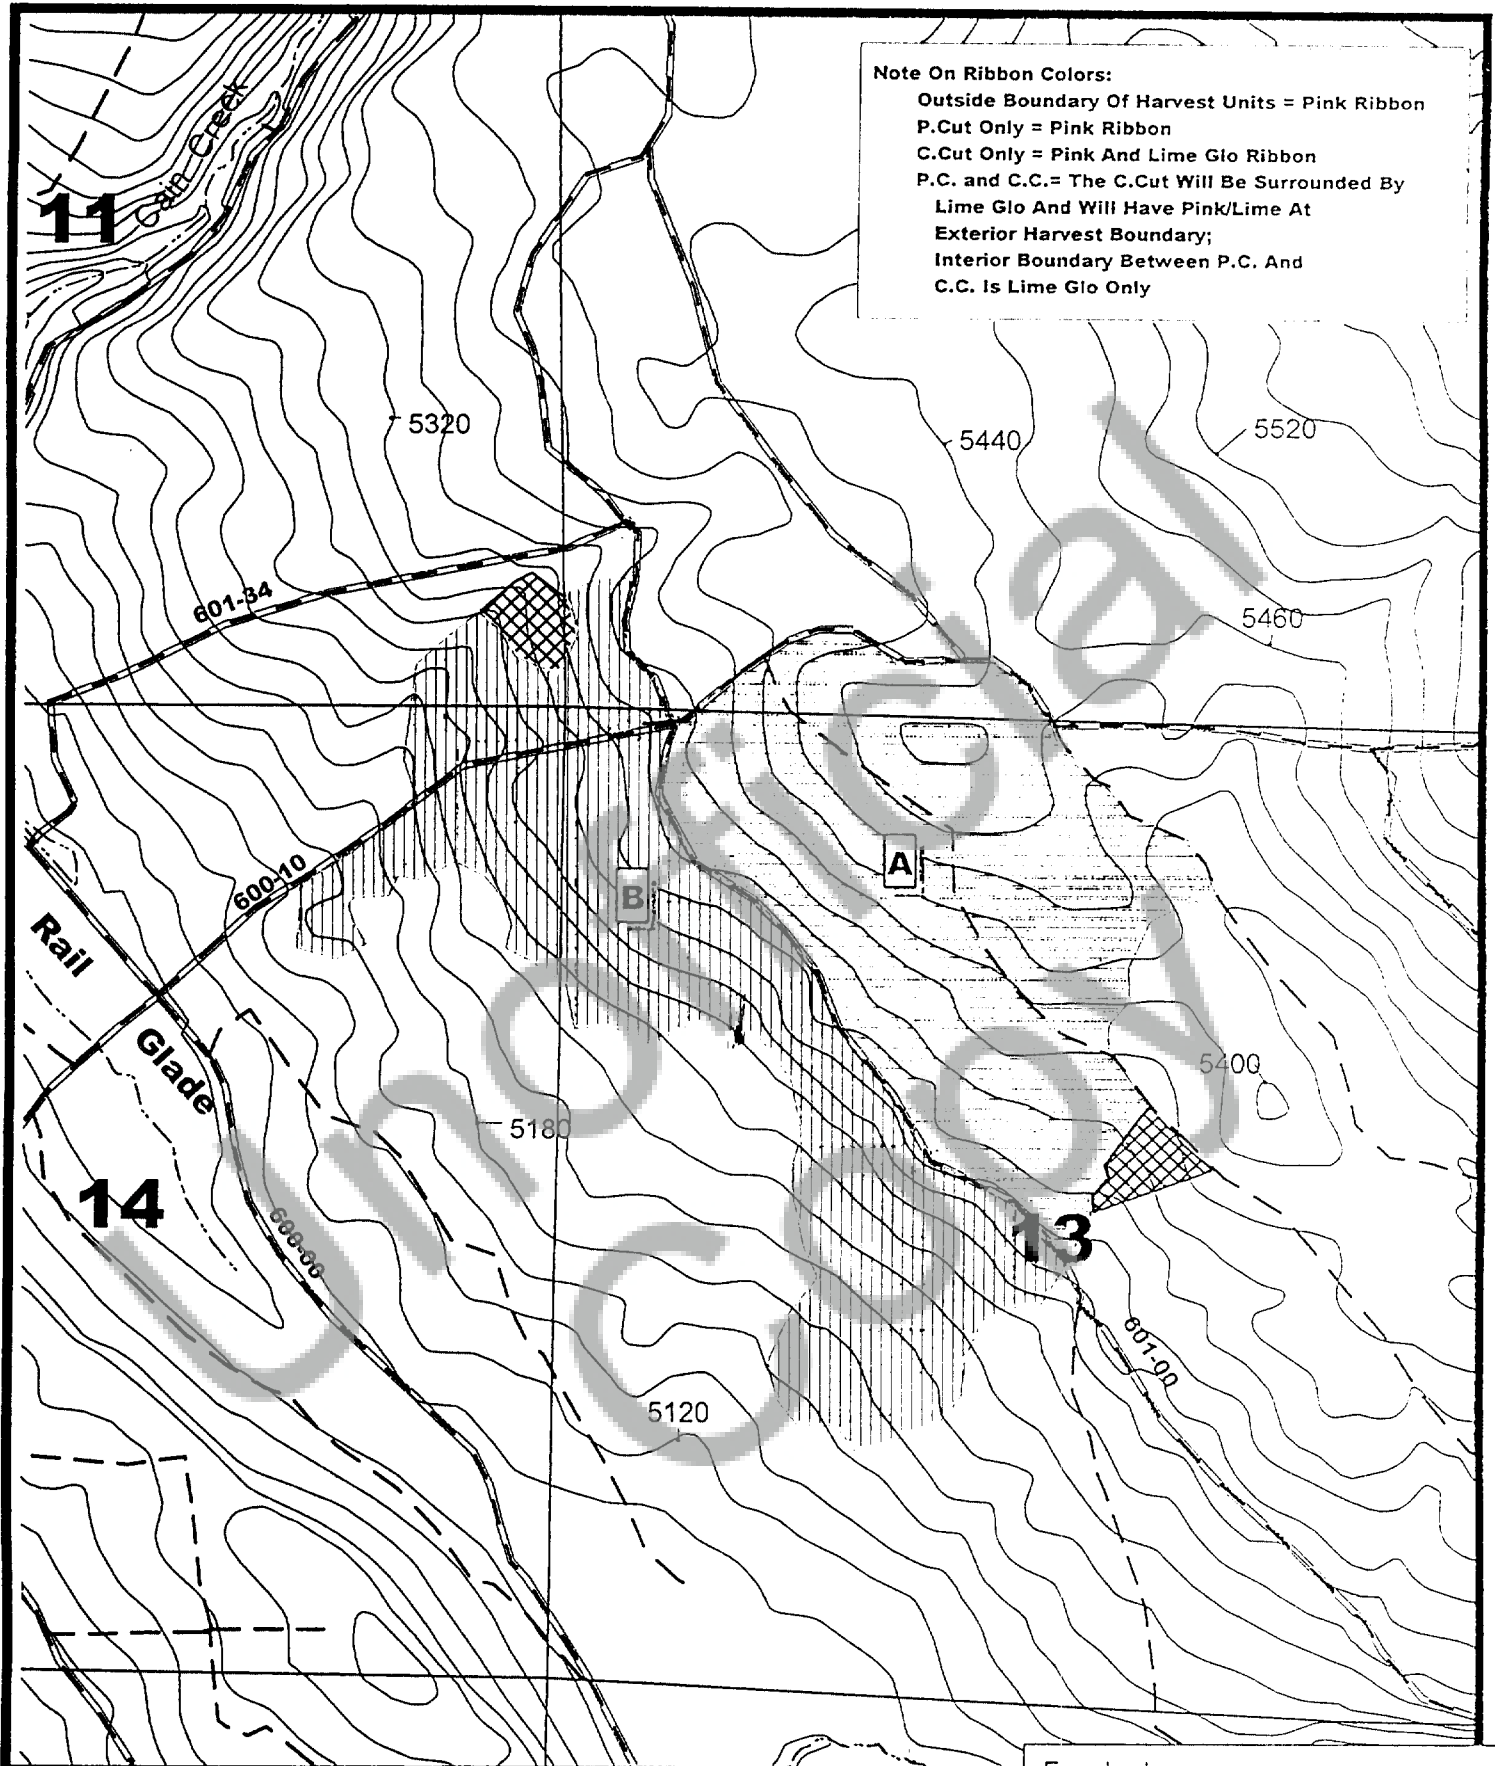 Note On Ribbon Colors:
Outside Boundary Of Harvest Units = Pink Ribbon
P.Cut Only = Pink Ribbon
C.Cut Only = Pink And Lime Glo Ribbon
P.C. and C.C.= The C.Cut Will Be Surrounded By
Lime Glo And Will Have Pink/Lime At
Exterior Harvest Boundary;
Interior Boundary Between P.C. And
C.C. Is Lime Glo Only
Cain Creek
11
5320
5440
5520
601-34
5460
A
600-10
B
Rail
Glade
5400
5180
14
600-00
13
601-00
5120
Unofficial
Copy